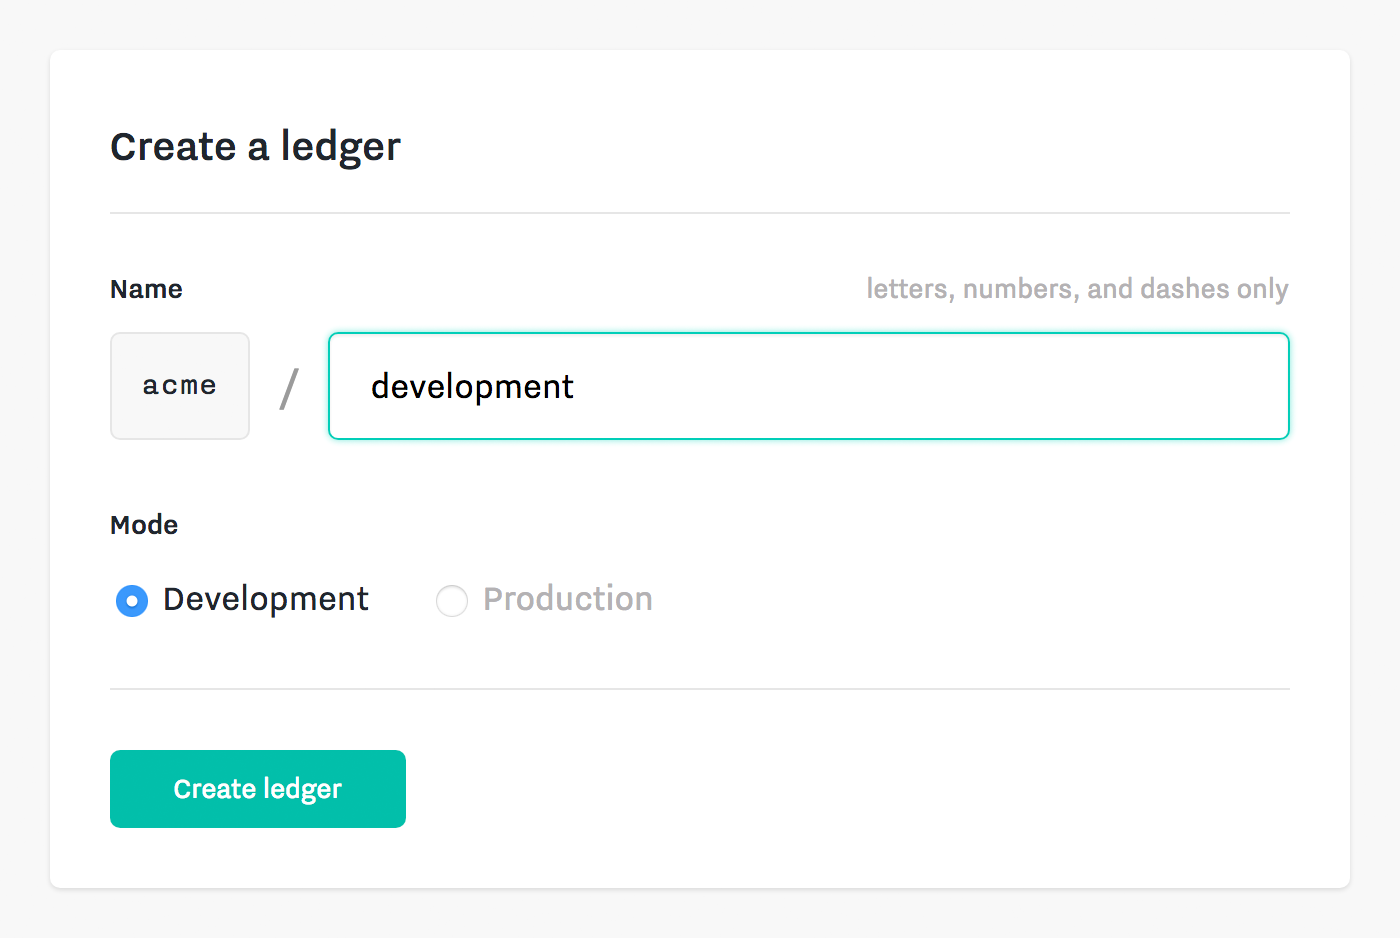 Create a ledger
Name letters, numbers, and dashes only
acme / development
Mode
Development Production
Create ledger